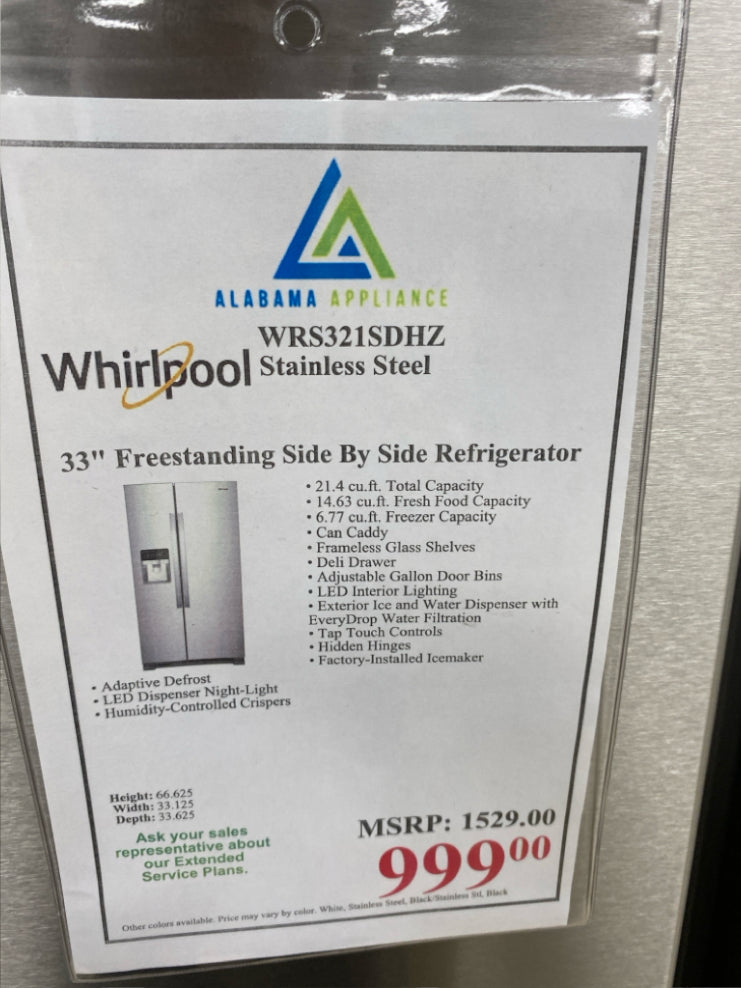 ALABAMA APPLIANCE
WRS321SDHZ
Whirlpool Stainless Steel
33" Freestanding Side By Side Refrigerator
• 21.4 cu.ft. Total Capacity
• 14.63 cu.ft. Fresh Food Capacity
• 6.77 cu.ft. Freezer Capacity
• Can Caddy
• Frameless Glass Shelves
• Deli Drawer
• Adjustable Gallon Door Bins
• LED Interior Lighting
• Exterior Ice and Water Dispenser with
EveryDrop Water Filtration
• Tap Touch Controls
• Hidden Hinges
• Factory-Installed Icemaker
• Adaptive Defrost
• LED Dispenser Night-Light
• Humidity-Controlled Crispers
Height: 66.625
Width: 33.125
Depth: 33.625
Ask your sales
representative about
our Extended
Service Plans.
MSRP: 1529.00
999⁰⁰
Other colors available. Price may vary by color. White, Stainless Steel, Black/Stainless Stl, Black